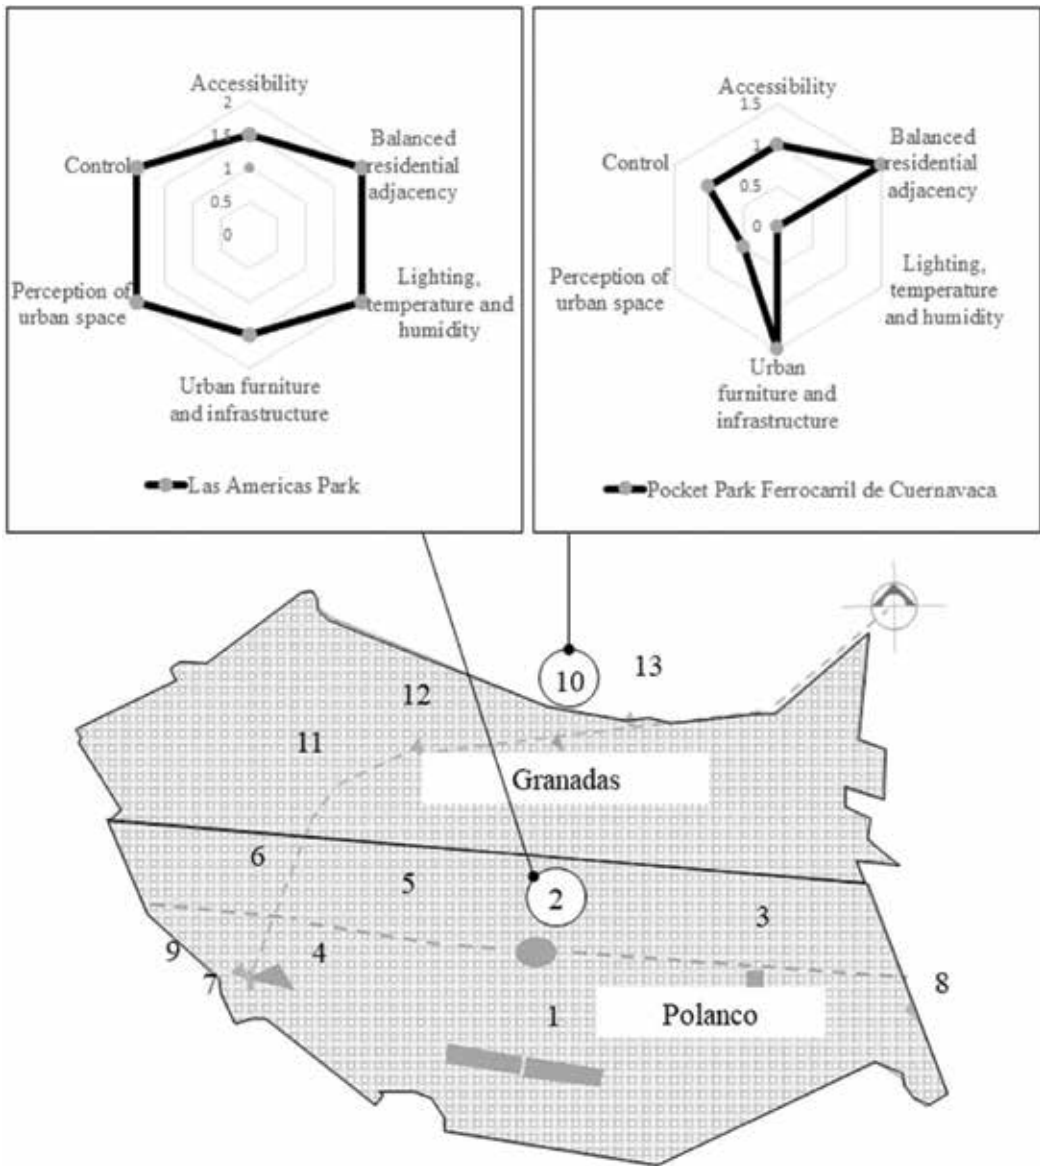 Accessibility
2
1.5
1
0.5
0
Balanced
residential
adjacency
Control
Lighting,
temperature and
humidity
Perception of
urban space
Urban furniture
and infrastructure
Las Americas Park
Accessibility
1.5
1
0.5
0
Balanced
residential
adjacency
Control
Lighting,
temperature
and humidity
Perception of
urban space
Urban
furniture and
infrastructure
Pocket Park Ferrocarril de Cuernavaca
10
13
12
11
Granadas
6
5
2
3
9
4
7
8
1
Polanco